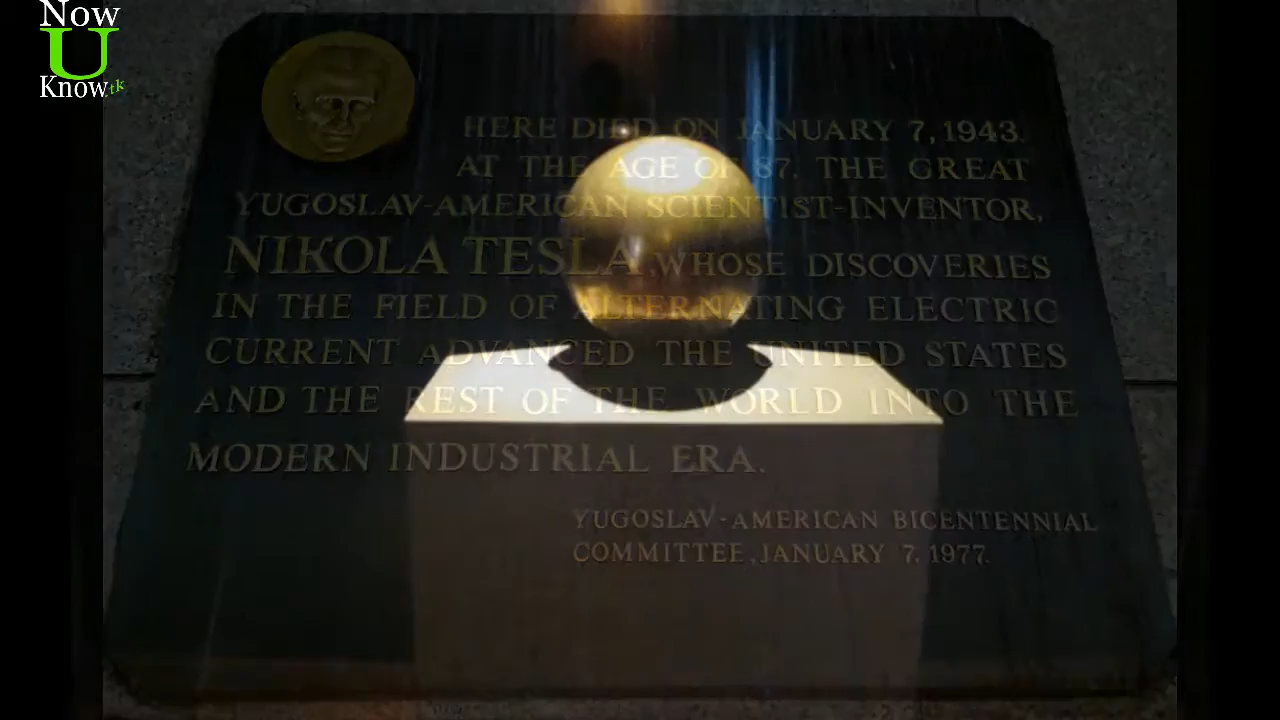 Now
U
Know.tk
HERE DIED ON JANUARY 7, 1943.
AT THE AGE OF 87. THE GREAT
YUGOSLAV-AMERICAN SCIENTIST-INVENTOR,
NIKOLA TESLA, WHOSE DISCOVERIES
IN THE FIELD OF ALTERNATING ELECTRIC
CURRENT ADVANCED THE UNITED STATES
AND THE REST OF THE WORLD INTO THE
MODERN INDUSTRIAL ERA.
YUGOSLAV-AMERICAN BICENTENNIAL
COMMITTEE, JANUARY 7, 1977.